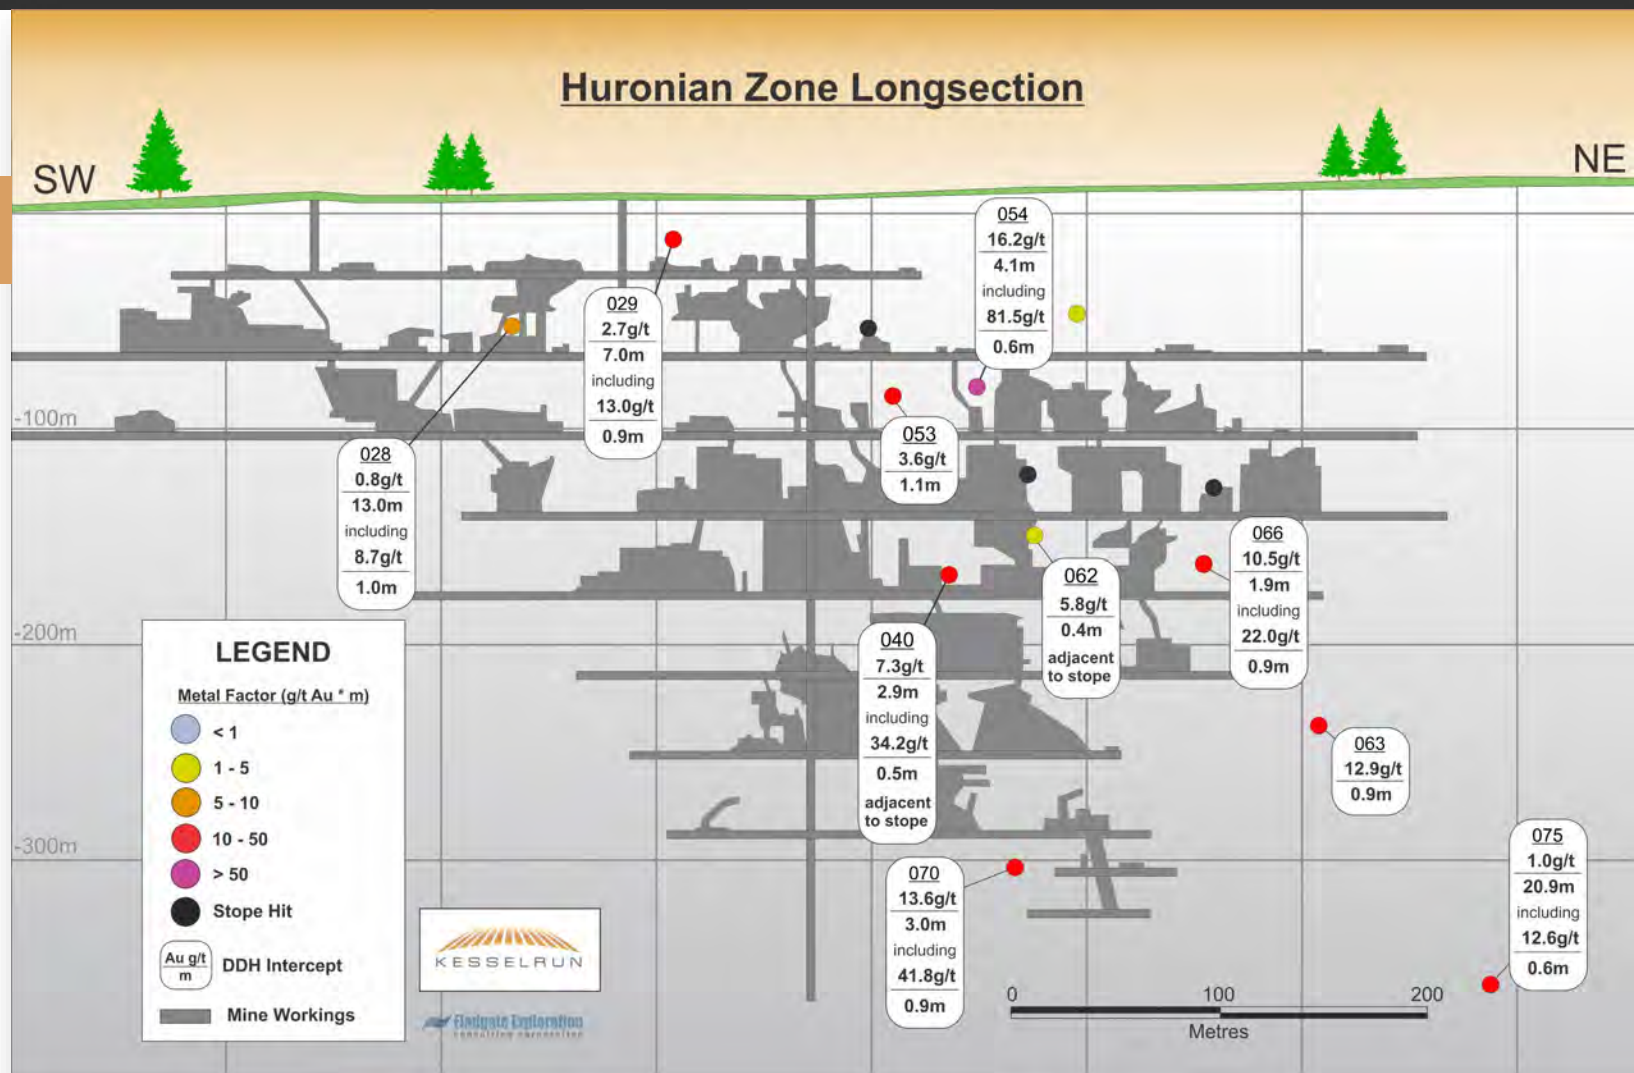 Huronian Zone Longsection
SW
NE
054
16.2g/t
4.1m
including
81.5g/t
0.6m
029
2.7g/t
7.0m
including
13.0g/t
0.9m
-100m
053
3.6g/t
1.1m
028
0.8g/t
13.0m
including
8.7g/t
1.0m
066
10.5g/t
1.9m
including
22.0g/t
0.9m
062
5.8g/t
0.4m
adjacent
to stope
-200m
040
7.3g/t
2.9m
including
34.2g/t
0.5m
adjacent
to stope
063
12.9g/t
0.9m
-300m
075
1.0g/t
20.9m
including
12.6g/t
0.6m
070
13.6g/t
3.0m
including
41.8g/t
0.9m
LEGEND
Metal Factor (g/t Au * m)
< 1
1 - 5
5 - 10
10 - 50
> 50
Stope Hit
Au g/t
m
DDH Intercept
Mine Workings
KESSELRUN
Fladgate Exploration
consulting corporation
0 100 200
Metres